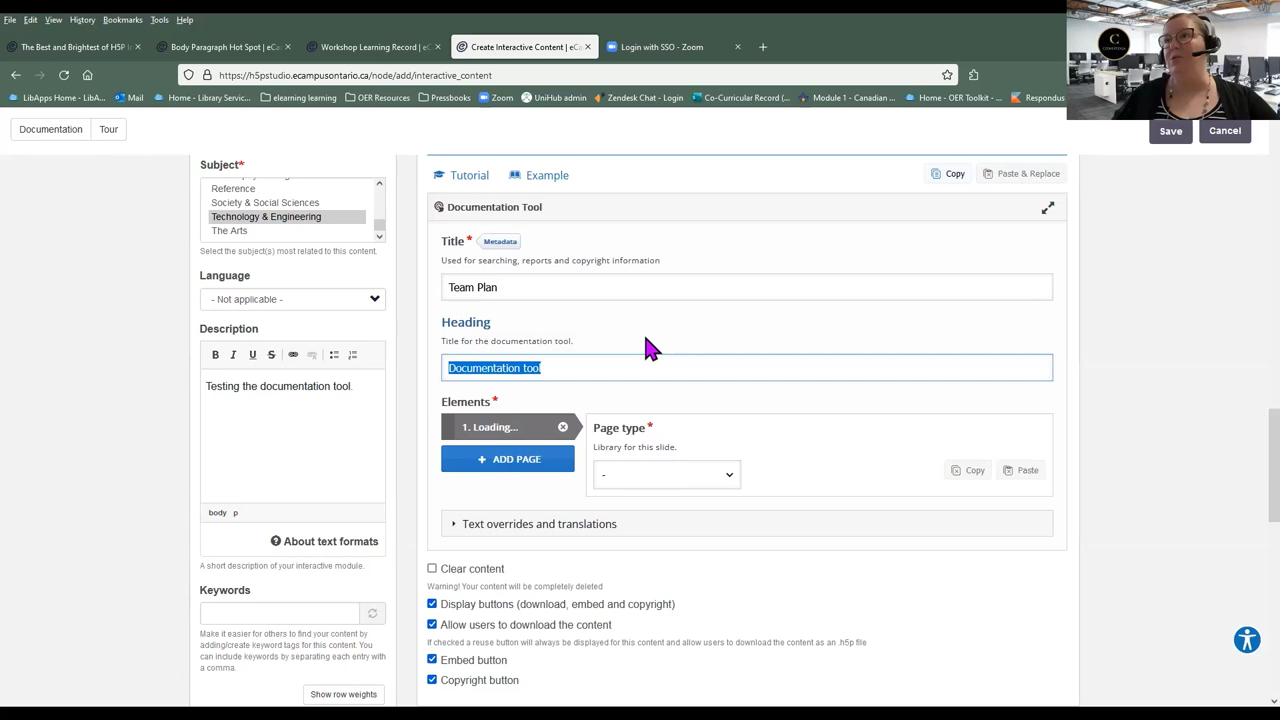 File Edit View History Bookmarks Tools Help
The Best and Brightest of H5P I
Body Paragraph Hot Spot | eCa
Workshop Learning Record | eC
Create Interactive Content | eC
Login with SSO - Zoom
https://h5pstudio.ecampusontario.ca/node/add/interactive_content
LibApps Home - LibA...
Mail
Home - Library Servic...
elearning learning
OER Resources
Pressbooks
Zoom
UniHub admin
Zendesk Chat - Login
Co-Curricular Record (...
Module 1 - Canadian ...
Home - OER Toolkit - ...
Respondus
Documentation
Tour
Save
Cancel
Subject*
Reference
Society & Social Sciences
Technology & Engineering
The Arts
Select the subject(s) most related to this content.
Language
- Not applicable -
Description
B I U S
Testing the documentation tool.
body p
About text formats
A short description of your interactive module.
Keywords
Make it easier for others to find your content by
adding/create keyword tags for this content. You
can include keywords by separating each entry with
a comma.
Show row weights
Tutorial
Example
Copy
Paste & Replace
Documentation Tool
Title * Metadata
Used for searching, reports and copyright information
Team Plan
Heading
Title for the documentation tool.
Documentation tool
Elements *
1. Loading...
+ ADD PAGE
Page type *
Library for this slide.
-
Copy
Paste
Text overrides and translations
Clear content
Warning! Your content will be completely deleted
Display buttons (download, embed and copyright)
Allow users to download the content
If checked a reuse button will always be displayed for this content and allow users to download the content as an .h5p file
Embed button
Copyright button